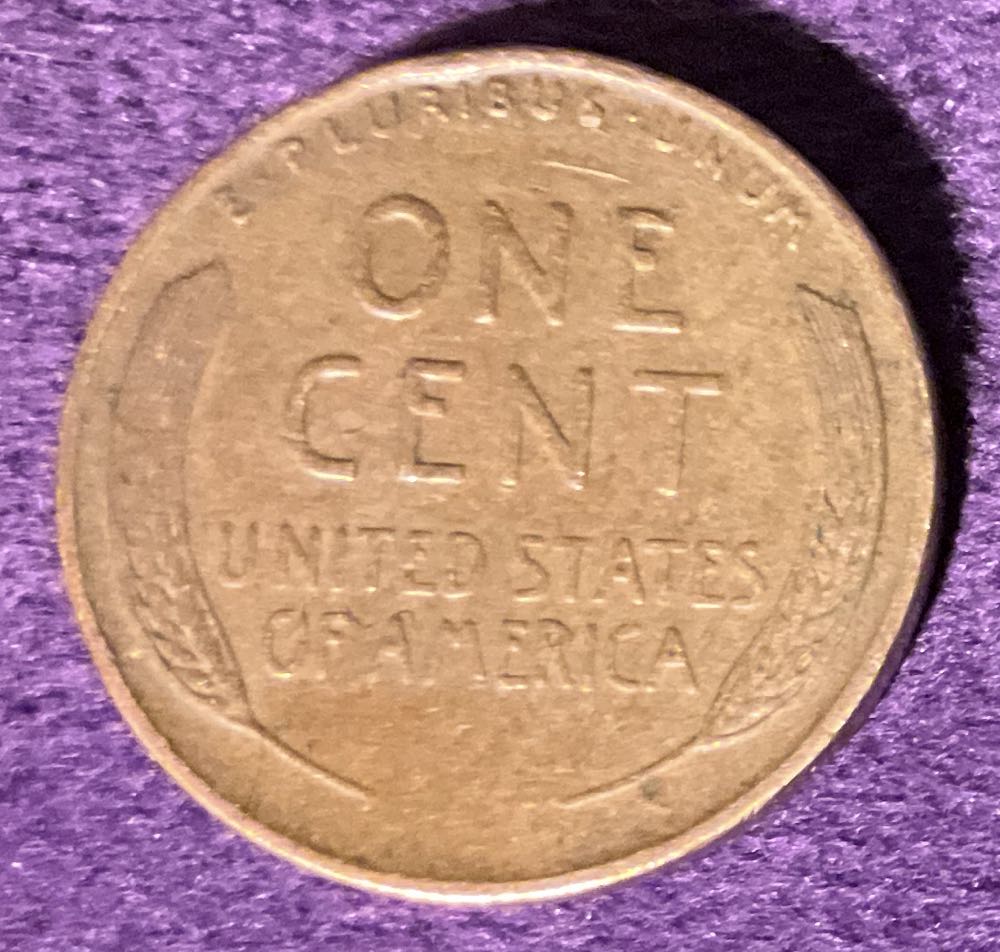 E·PLURIBUS·UNUM
ONE
CENT
UNITED STATES
OF AMERICA